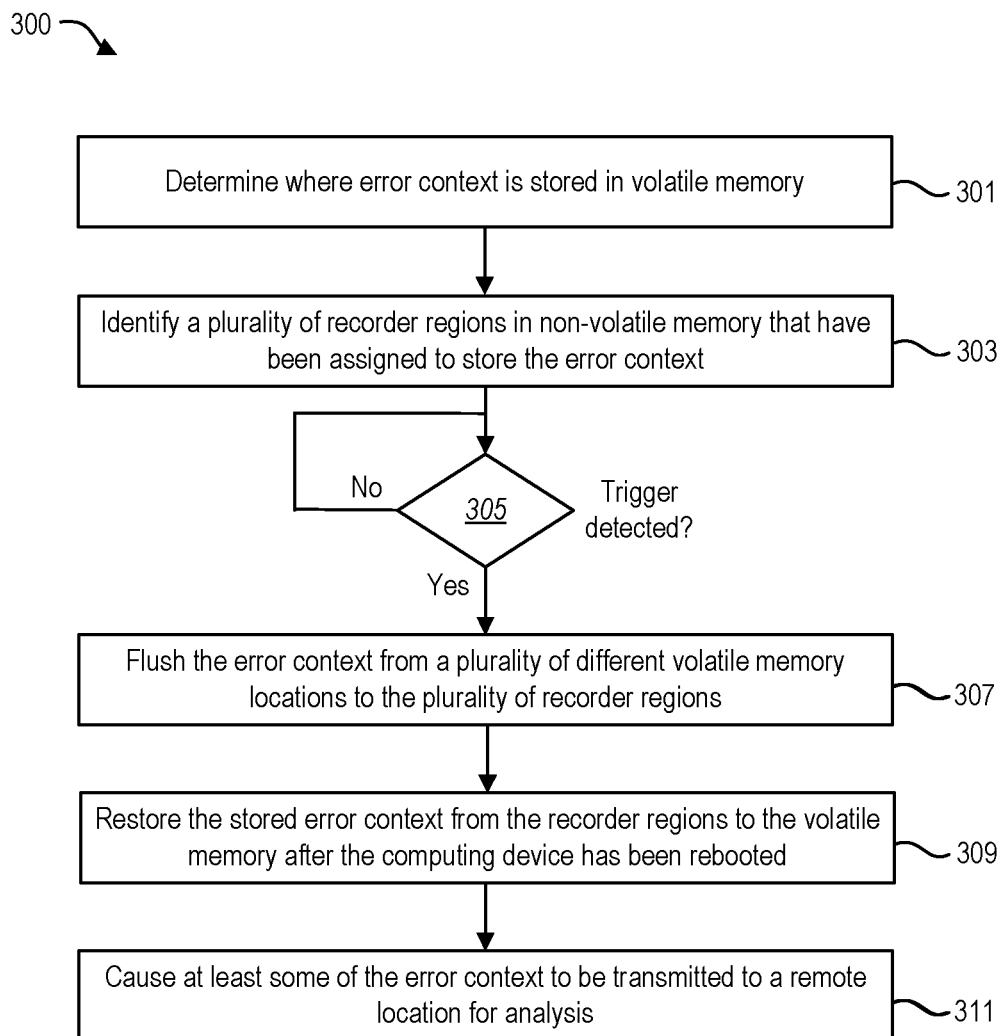 300
Determine where error context is stored in volatile memory
301
Identify a plurality of recorder regions in non-volatile memory that have
been assigned to store the error context
303
No
305
Trigger
detected?
Yes
Flush the error context from a plurality of different volatile memory
locations to the plurality of recorder regions
307
Restore the stored error context from the recorder regions to the volatile
memory after the computing device has been rebooted
309
Cause at least some of the error context to be transmitted to a remote
location for analysis
311